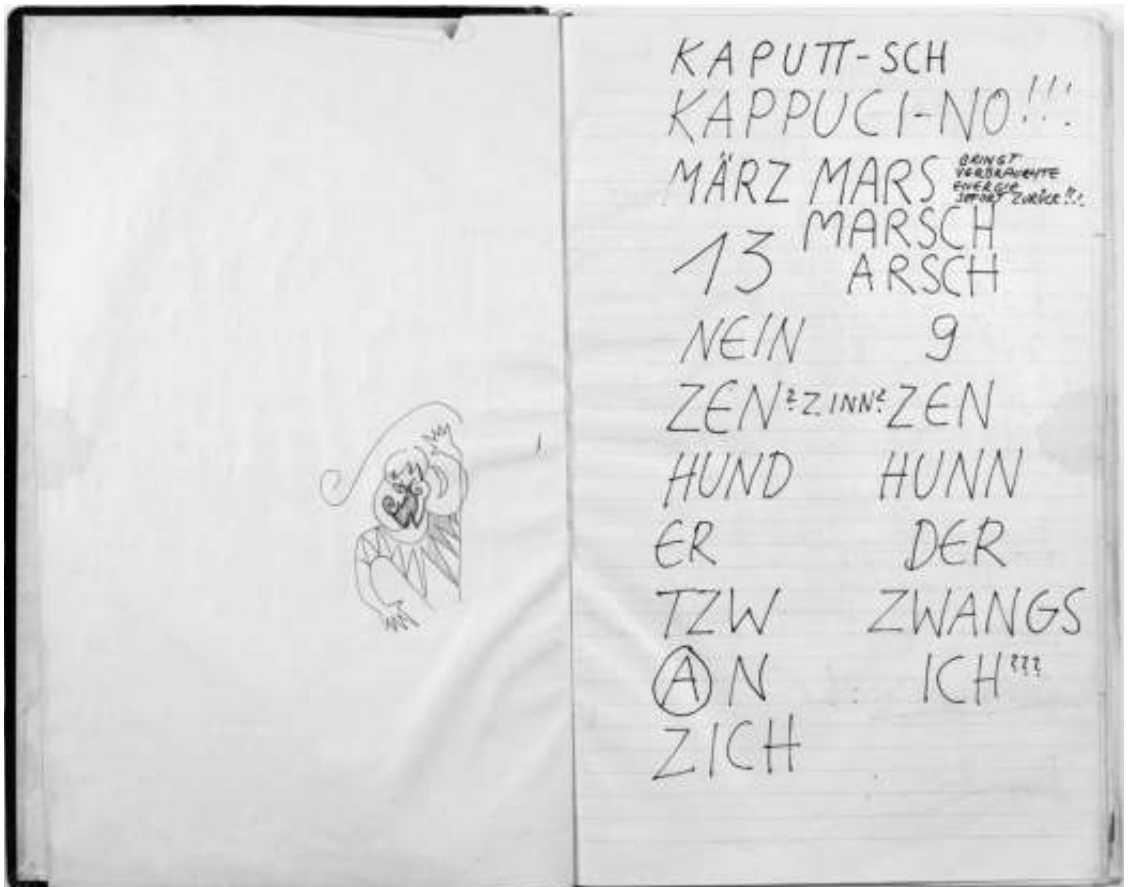 KAPUTT-SCH
KAPPUCI-NO!!!
MÄRZ MARS
BRINGT
VERBRAUCHTE
ENERGIE
SOFORT ZURÜCK!!!
MARSCH
13 ARSCH
NEIN 9
ZEN ?ZINN? ZEN
HUND HUNN
ER DER
TZW ZWANGS
AN ICH???
ZICH